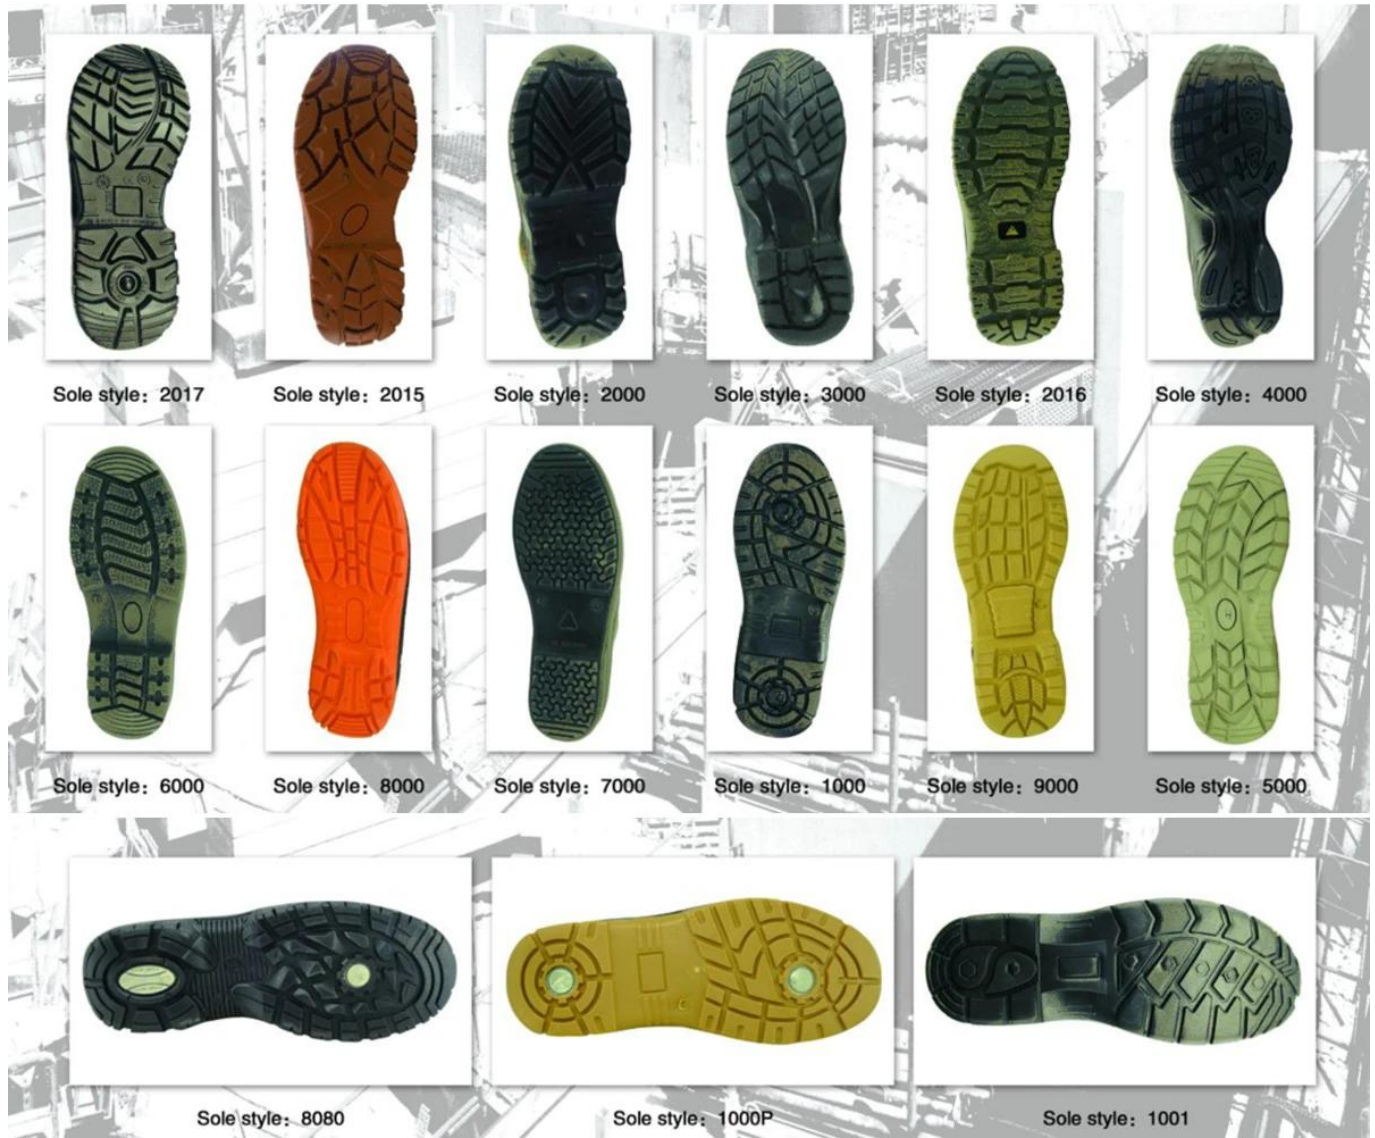 Sole style：2017
Sole style：2015
Sole style：2000
Sole style：3000
Sole style：2016
Sole style：4000
Sole style：6000
Sole style：8000
Sole style：7000
Sole style：1000
Sole style：9000
Sole style：5000
Sole style：8080
Sole style：1000P
Sole style：1001